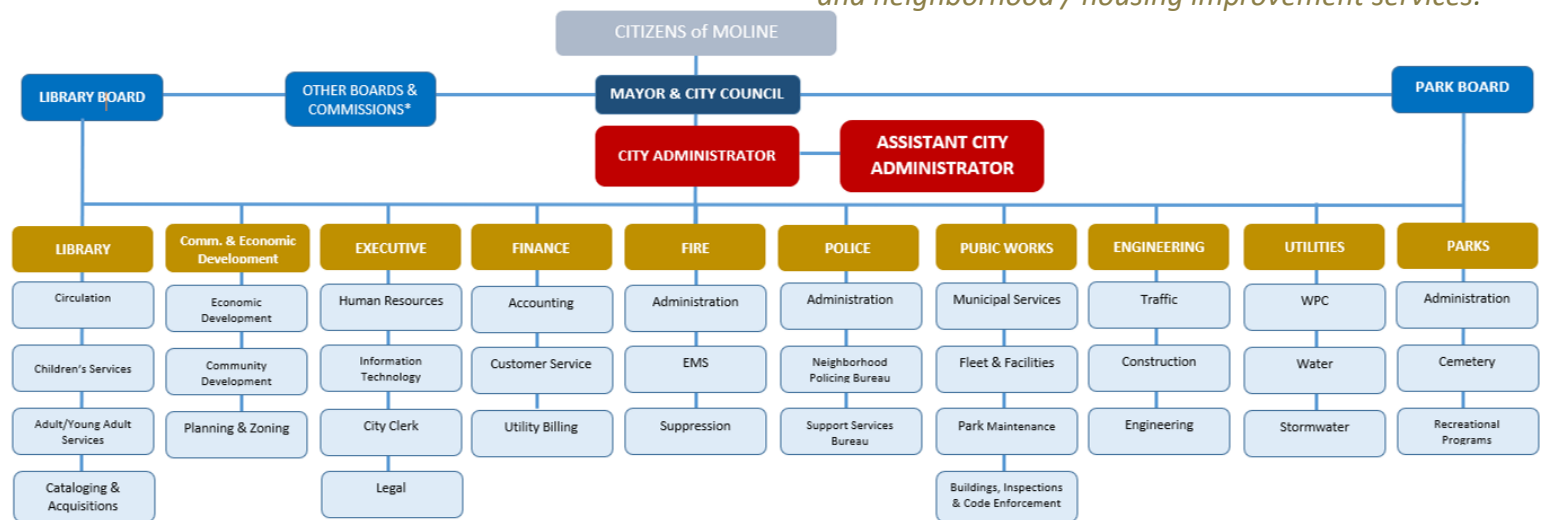 and neighborhood / housing improvement services.
CITIZENS of MOLINE
LIBRARY BOARD
OTHER BOARDS &
COMMISSIONS*
MAYOR & CITY COUNCIL
PARK BOARD
CITY ADMINISTRATOR
ASSISTANT CITY
ADMINISTRATOR
LIBRARY
Comm. & Economic
Development
EXECUTIVE
FINANCE
FIRE
POLICE
PUBIC WORKS
ENGINEERING
UTILITIES
PARKS
Circulation
Economic
Development
Human Resources
Accounting
Administration
Administration
Municipal Services
Traffic
WPC
Administration
Children's Services
Community
Development
Information
Technology
Customer Service
EMS
Neighborhood
Policing Bureau
Fleet & Facilities
Construction
Water
Cemetery
Adult/Young Adult
Services
Planning & Zoning
City Clerk
Utility Billing
Suppression
Support Services
Bureau
Park Maintenance
Engineering
Stormwater
Recreational
Programs
Cataloging &
Acquisitions
Legal
Buildings, Inspections
& Code Enforcement